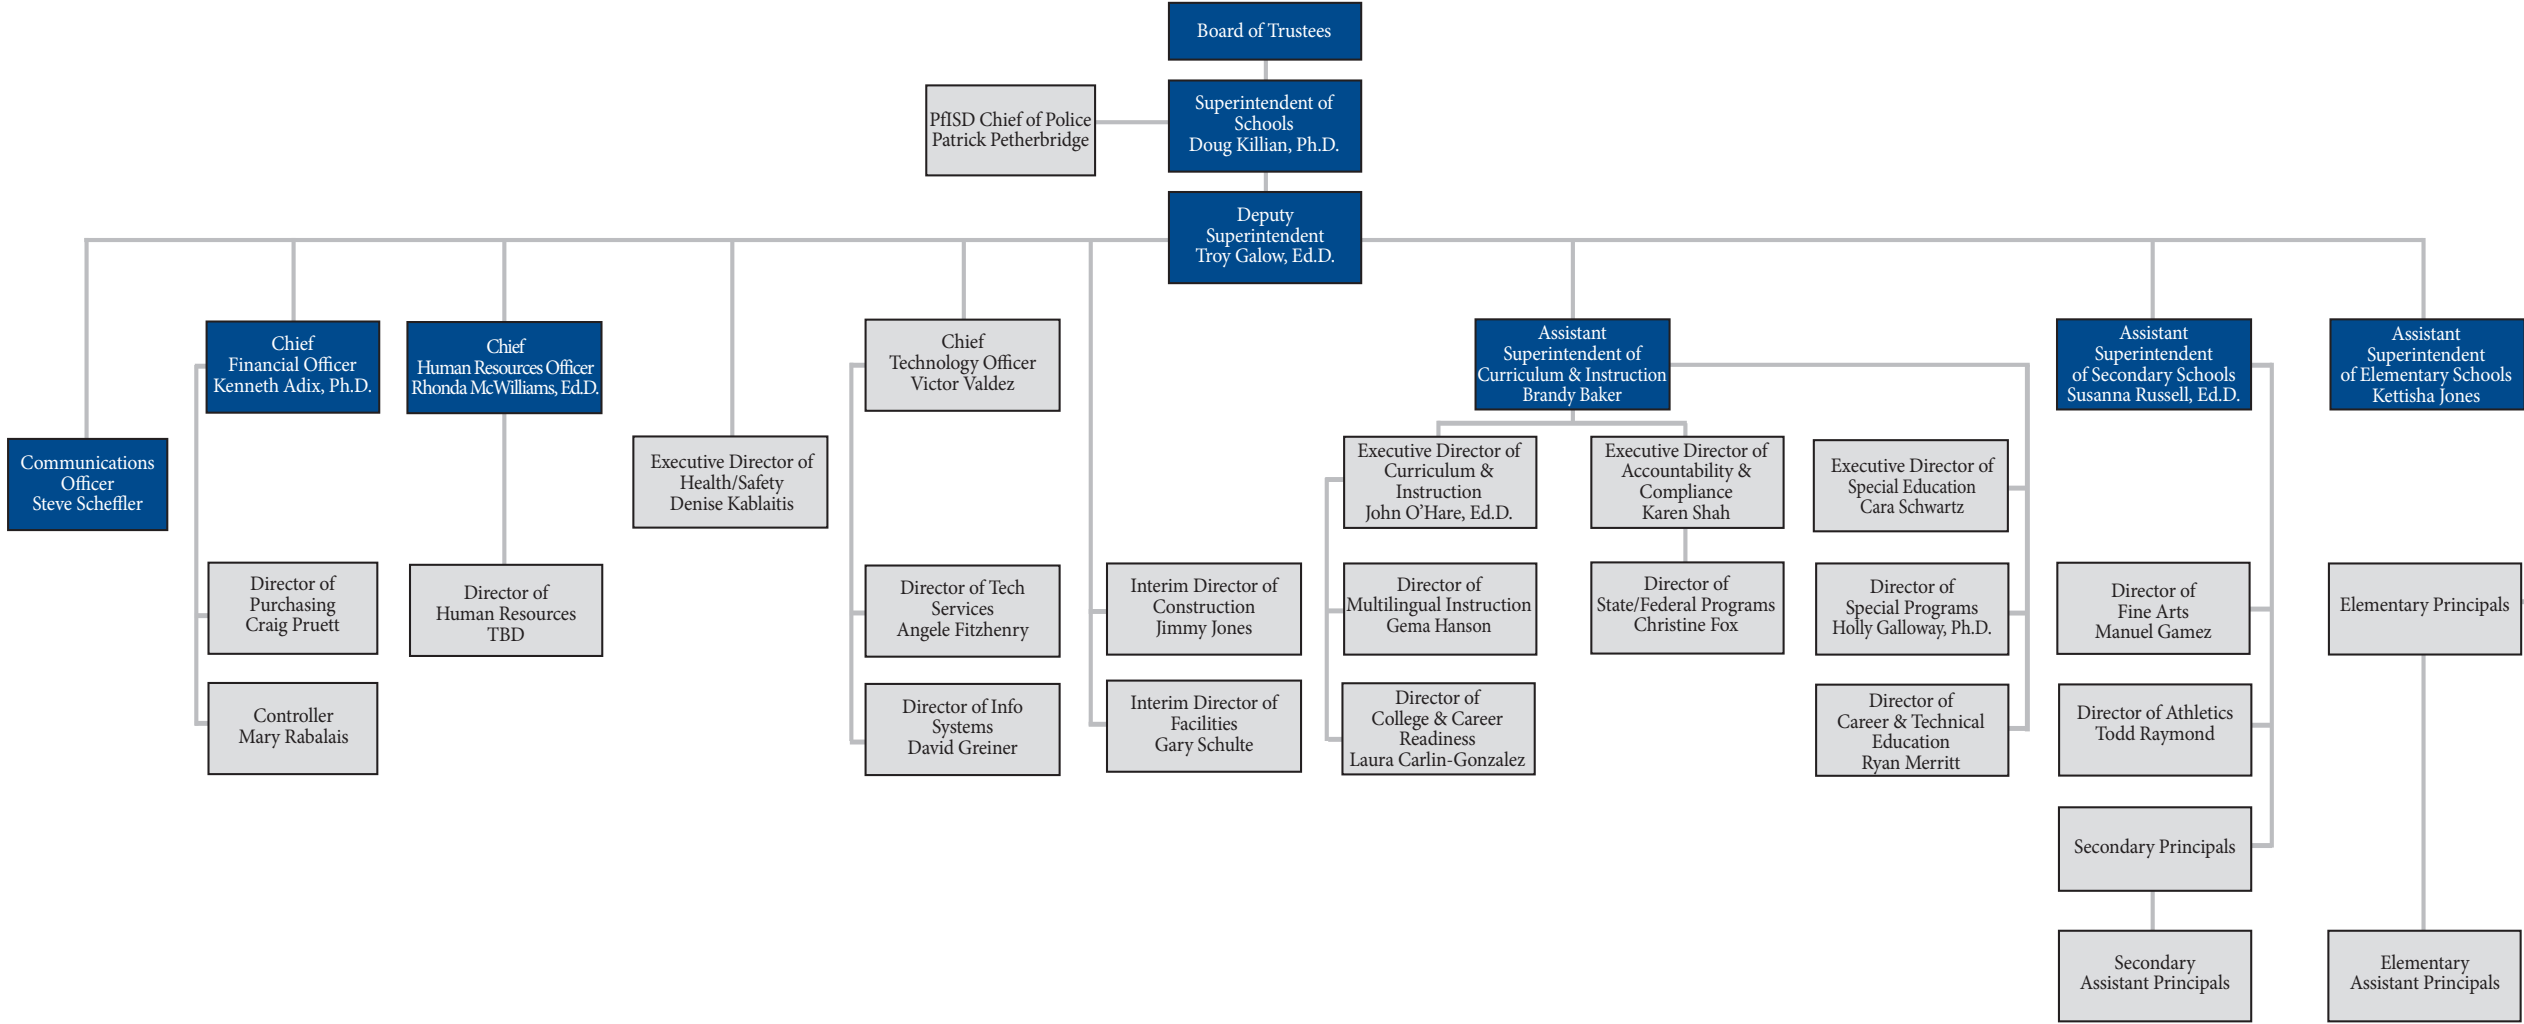 Board of Trustees
PfISD Chief of Police
Patrick Petherbridge
Superintendent of
Schools
Doug Killian, Ph.D.
Deputy
Superintendent
Troy Galow, Ed.D.
Communications
Officer
Steve Scheffler
Chief
Financial Officer
Kenneth Adix, Ph.D.
Director of
Purchasing
Craig Pruett
Controller
Mary Rabalais
Chief
Human Resources Officer
Rhonda McWilliams, Ed.D.
Director of
Human Resources
TBD
Executive Director of
Health/Safety
Denise Kablaitis
Chief
Technology Officer
Victor Valdez
Director of Tech
Services
Angele Fitzhenry
Director of Info
Systems
David Greiner
Interim Director of
Construction
Jimmy Jones
Interim Director of
Facilities
Gary Schulte
Assistant
Superintendent of
Curriculum & Instruction
Brandy Baker
Executive Director of
Curriculum &
Instruction
John O’Hare, Ed.D.
Director of
Multilingual Instruction
Gema Hanson
Director of
College & Career
Readiness
Laura Carlin-Gonzalez
Executive Director of
Accountability &
Compliance
Karen Shah
Director of
State/Federal Programs
Christine Fox
Executive Director of
Special Education
Cara Schwartz
Director of
Special Programs
Holly Galloway, Ph.D.
Director of
Career & Technical
Education
Ryan Merritt
Assistant
Superintendent
of Secondary Schools
Susanna Russell, Ed.D.
Director of
Fine Arts
Manuel Gamez
Director of Athletics
Todd Raymond
Secondary Principals
Secondary
Assistant Principals
Assistant
Superintendent
of Elementary Schools
Kettisha Jones
Elementary Principals
Elementary
Assistant Principals